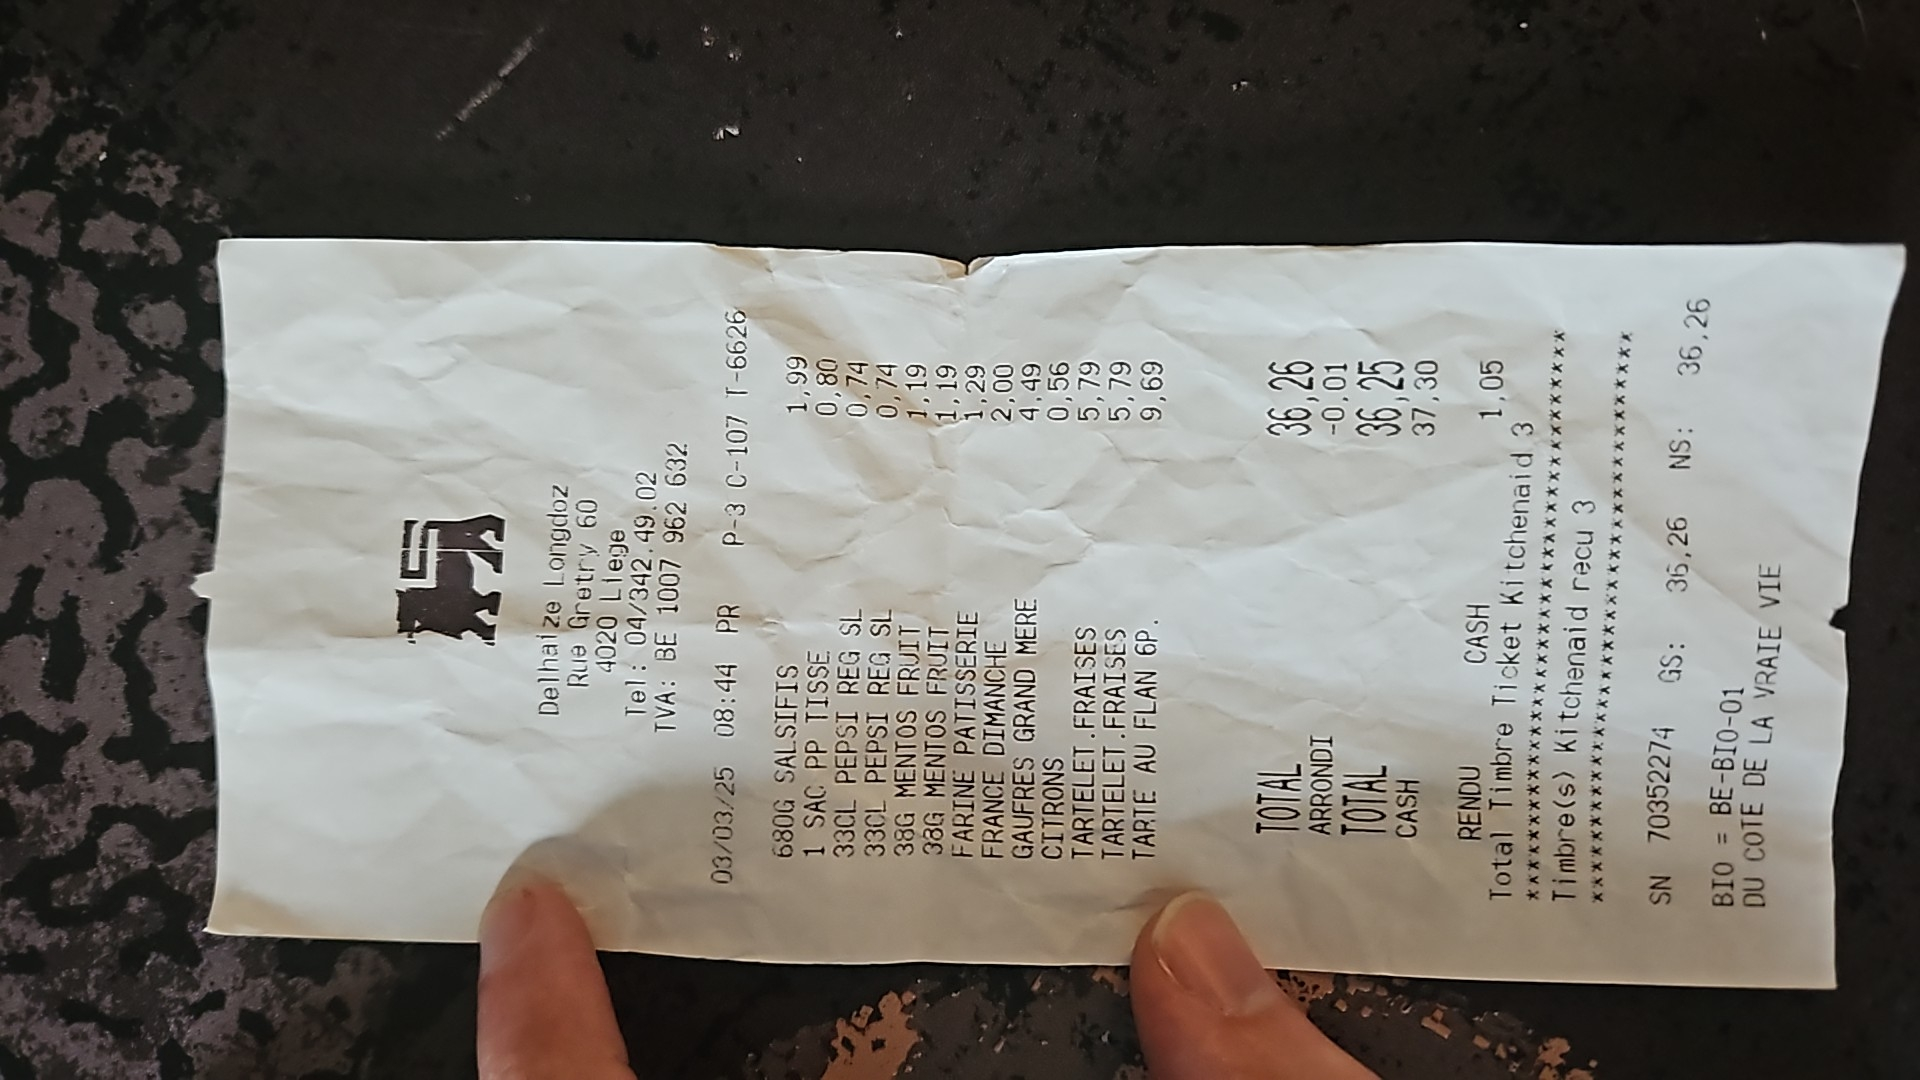 Delhaize Longdoz
Rue Gretry 60
4020 Liege
Tel: 04/342.49.02
TVA: BE 1007 962 632
03/03/25 08:44 PR P-3 C-107 T-6626
680G SALSIFIS 1,99
1 SAC PP TISSE 0,80
33CL PEPSI REG SL 0,74
33CL PEPSI REG SL 0,74
38G MENTOS FRUIT 1,19
38G MENTOS FRUIT 1,19
FARINE PATISSERIE 1,29
FRANCE DIMANCHE 2,00
GAUFRES GRAND MERE 4,49
CITRONS 0,56
TARTELET.FRAISES 5,79
TARTELET.FRAISES 5,79
TARTE AU FLAN 6P. 9,69
TOTAL 36,26
ARRONDI -0,01
TOTAL 36,25
CASH 37,30
RENDU CASH 1,05
Total Timbre Ticket Kitchenaid 3
****************************************
Timbre(s) Kitchenaid recu 3
****************************************
SN 70352274 GS: 36,26 NS: 36,26
BIO = BE-BIO-01
DU COTE DE LA VRAIE VIE